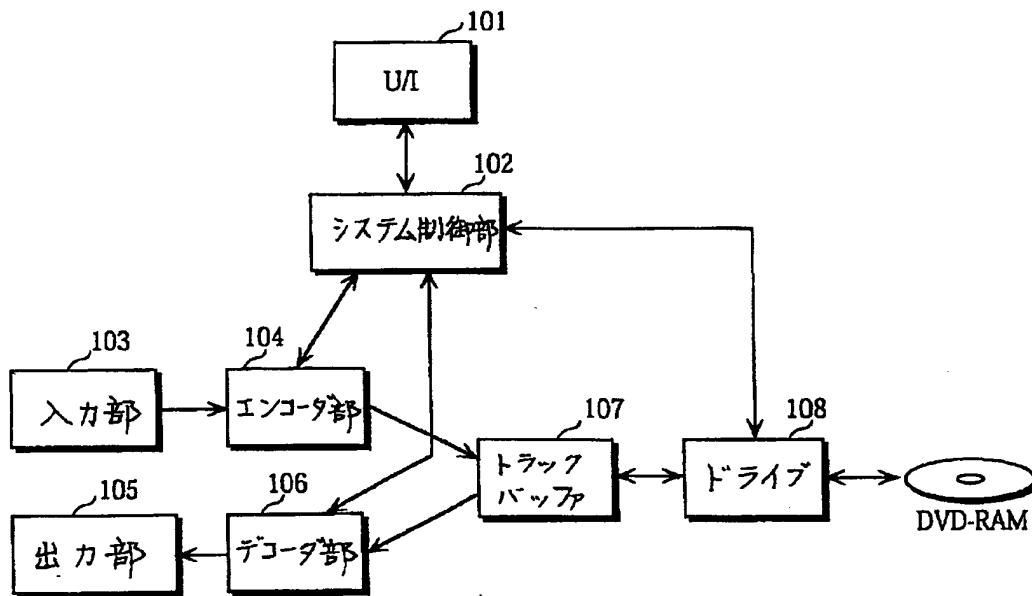 101
U/I
102
システム制御部
103
入力部
104
エンコーダ部
107
トラック
バッファ
108
ドライブ
DVD-RAM
105
出力部
106
デコーダ部